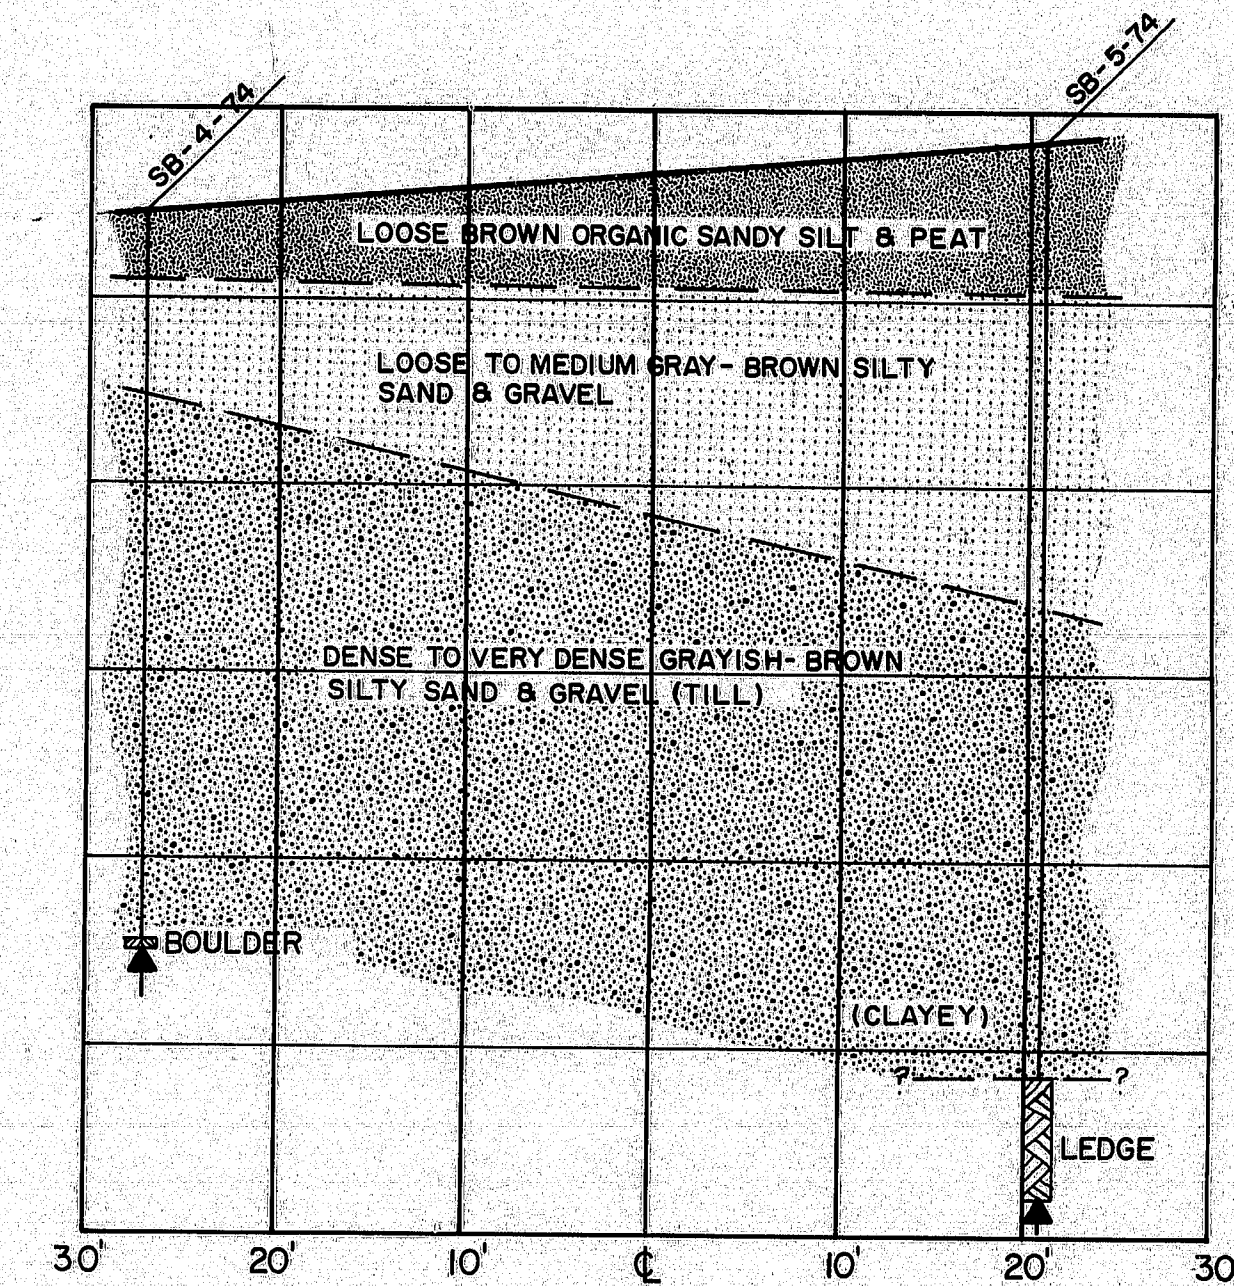 SB-5-74
SB-4-74
LOOSE BROWN ORGANIC SANDY SILT & PEAT
LOOSE TO MEDIUM GRAY-BROWN SILTY
SAND & GRAVEL
DENSE TO VERY DENSE GRAYISH-BROWN
SILTY SAND & GRAVEL (TILL)
BOULDER
(CLAYEY)
? ?
LEDGE
30' 20' 10' ℄ 10' 20' 30